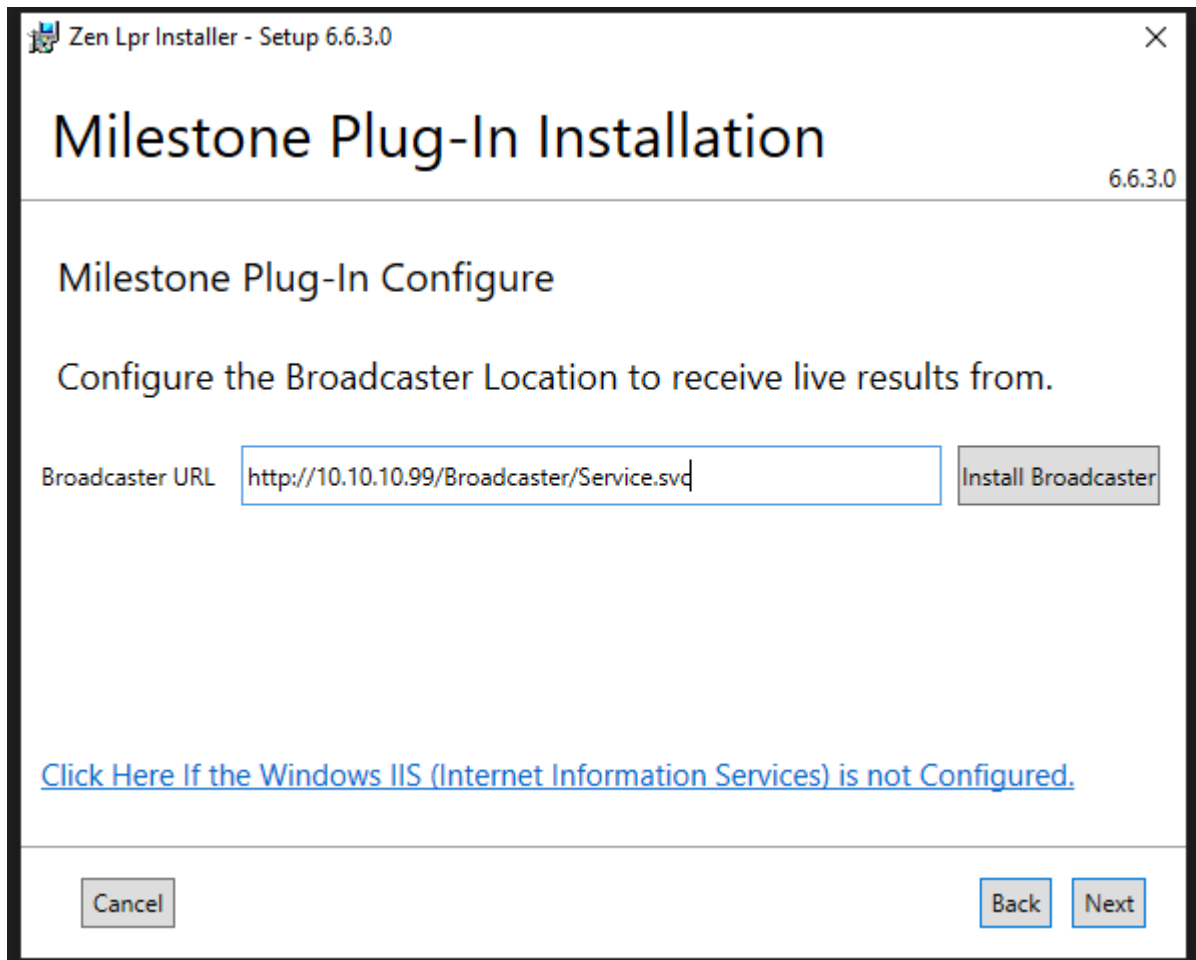 Zen Lpr Installer - Setup 6.6.3.0
Milestone Plug-In Installation
6.6.3.0
Milestone Plug-In Configure
Configure the Broadcaster Location to receive live results from.
Broadcaster URL http://10.10.10.99/Broadcaster/Service.svc Install Broadcaster
Click Here If the Windows IIS (Internet Information Services) is not Configured.
Cancel Back Next